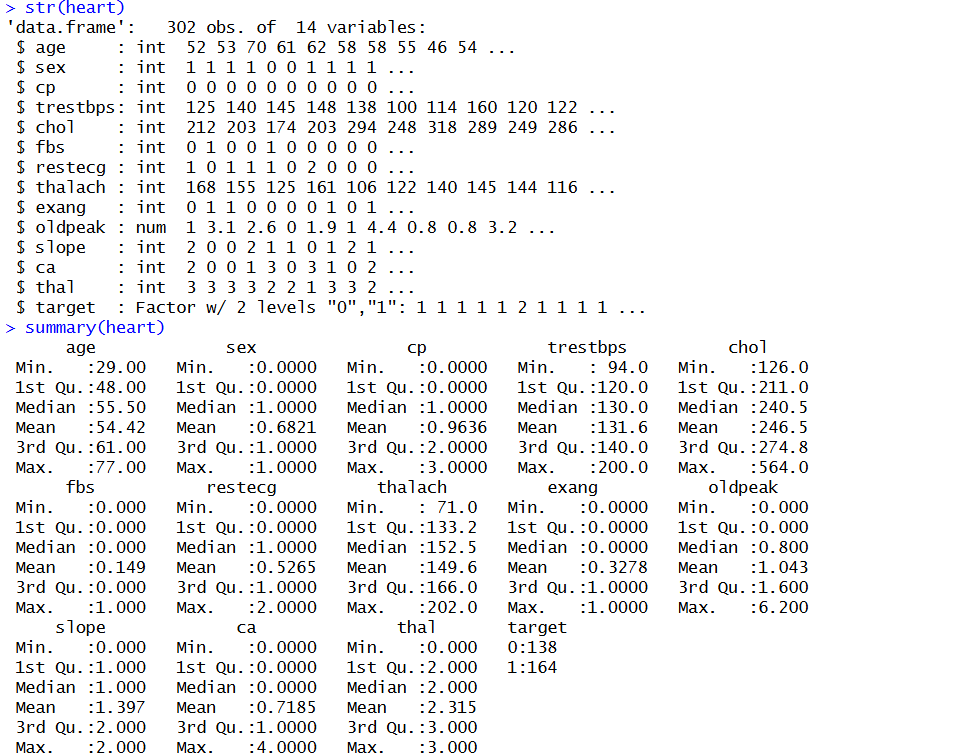 > str(heart)
'data.frame':   302 obs. of  14 variables:
 $ age     : int  52 53 70 61 62 58 58 55 46 54 ...
 $ sex     : int  1 1 1 1 0 0 1 1 1 1 ...
 $ cp      : int  0 0 0 0 0 0 0 0 0 0 ...
 $ trestbps: int  125 140 145 148 138 100 114 160 120 122 ...
 $ chol    : int  212 203 174 203 294 248 318 289 249 286 ...
 $ fbs     : int  0 1 0 0 1 0 0 0 0 0 ...
 $ restecg : int  1 0 1 1 1 0 2 0 0 0 ...
 $ thalach : int  168 155 125 161 106 122 140 145 144 116 ...
 $ exang   : int  0 1 1 0 0 0 0 1 0 1 ...
 $ oldpeak : num  1 3.1 2.6 0 1.9 1 4.4 0.8 0.8 3.2 ...
 $ slope   : int  2 0 0 2 1 1 0 1 2 1 ...
 $ ca      : int  2 0 0 1 3 0 3 1 0 2 ...
 $ thal    : int  3 3 3 3 2 2 1 3 3 2 ...
 $ target  : Factor w/ 2 levels "0","1": 1 1 1 1 1 2 1 1 1 1 ...
> summary(heart)
      age             sex               cp            trestbps          chol
 Min.   :29.00   Min.   :0.0000   Min.   :0.0000   Min.   : 94.0   Min.   :126.0
 1st Qu.:48.00   1st Qu.:0.0000   1st Qu.:0.0000   1st Qu.:120.0   1st Qu.:211.0
 Median :55.50   Median :1.0000   Median :1.0000   Median :130.0   Median :240.5
 Mean   :54.42   Mean   :0.6821   Mean   :0.9636   Mean   :131.6   Mean   :246.5
 3rd Qu.:61.00   3rd Qu.:1.0000   3rd Qu.:2.0000   3rd Qu.:140.0   3rd Qu.:274.8
 Max.   :77.00   Max.   :1.0000   Max.   :3.0000   Max.   :200.0   Max.   :564.0
      fbs           restecg          thalach          exang           oldpeak
 Min.   :0.000   Min.   :0.0000   Min.   : 71.0   Min.   :0.0000   Min.   :0.000
 1st Qu.:0.000   1st Qu.:0.0000   1st Qu.:133.2   1st Qu.:0.0000   1st Qu.:0.000
 Median :0.000   Median :1.0000   Median :152.5   Median :0.0000   Median :0.800
 Mean   :0.149   Mean   :0.5265   Mean   :149.6   Mean   :0.3278   Mean   :1.043
 3rd Qu.:0.000   3rd Qu.:1.0000   3rd Qu.:166.0   3rd Qu.:1.0000   3rd Qu.:1.600
 Max.   :1.000   Max.   :2.0000   Max.   :202.0   Max.   :1.0000   Max.   :6.200
     slope             ca              thal       target
 Min.   :0.000   Min.   :0.0000   Min.   :0.000   0:138
 1st Qu.:1.000   1st Qu.:0.0000   1st Qu.:2.000   1:164
 Median :1.000   Median :0.0000   Median :2.000
 Mean   :1.397   Mean   :0.7185   Mean   :2.315
 3rd Qu.:2.000   3rd Qu.:1.0000   3rd Qu.:3.000
 Max.   :2.000   Max.   :4.0000   Max.   :3.000